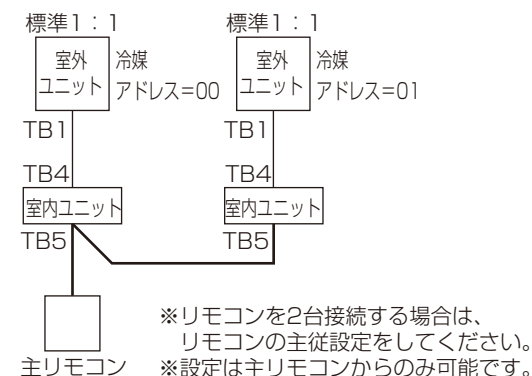 標準1：1
標準1：1
室外
ユニット
冷媒
アドレス=00
室外
ユニット
冷媒
アドレス=01
TB1
TB1
TB4
TB4
室内ユニット
室内ユニット
TB5
TB5
主リモコン
※リモコンを2台接続する場合は、
リモコンの主従設定をしてください。
※設定は主リモコンからのみ可能です。